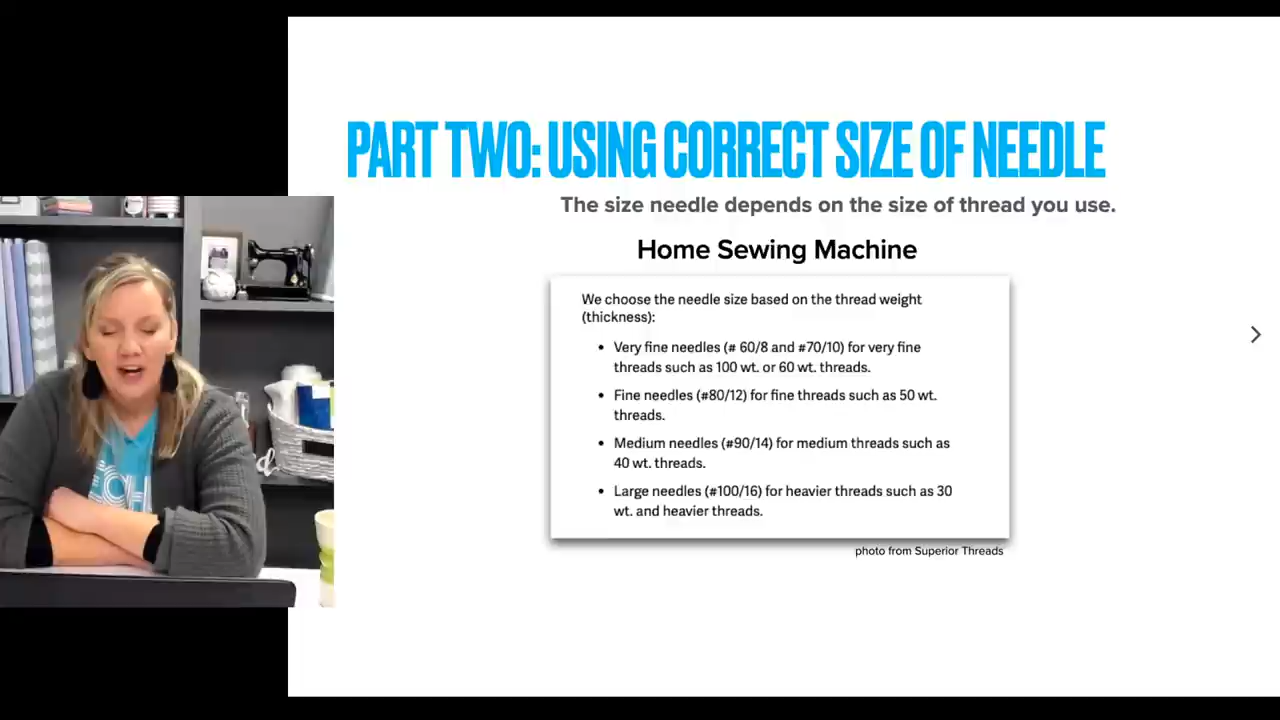 PART TWO: USING CORRECT SIZE OF NEEDLE
The size needle depends on the size of thread you use.
Home Sewing Machine
We choose the needle size based on the thread weight
(thickness):
• Very fine needles (# 60/8 and #70/10) for very fine
threads such as 100 wt. or 60 wt. threads.
• Fine needles (#80/12) for fine threads such as 50 wt.
threads.
• Medium needles (#90/14) for medium threads such as
40 wt. threads.
• Large needles (#100/16) for heavier threads such as 30
wt. and heavier threads.
photo from Superior Threads